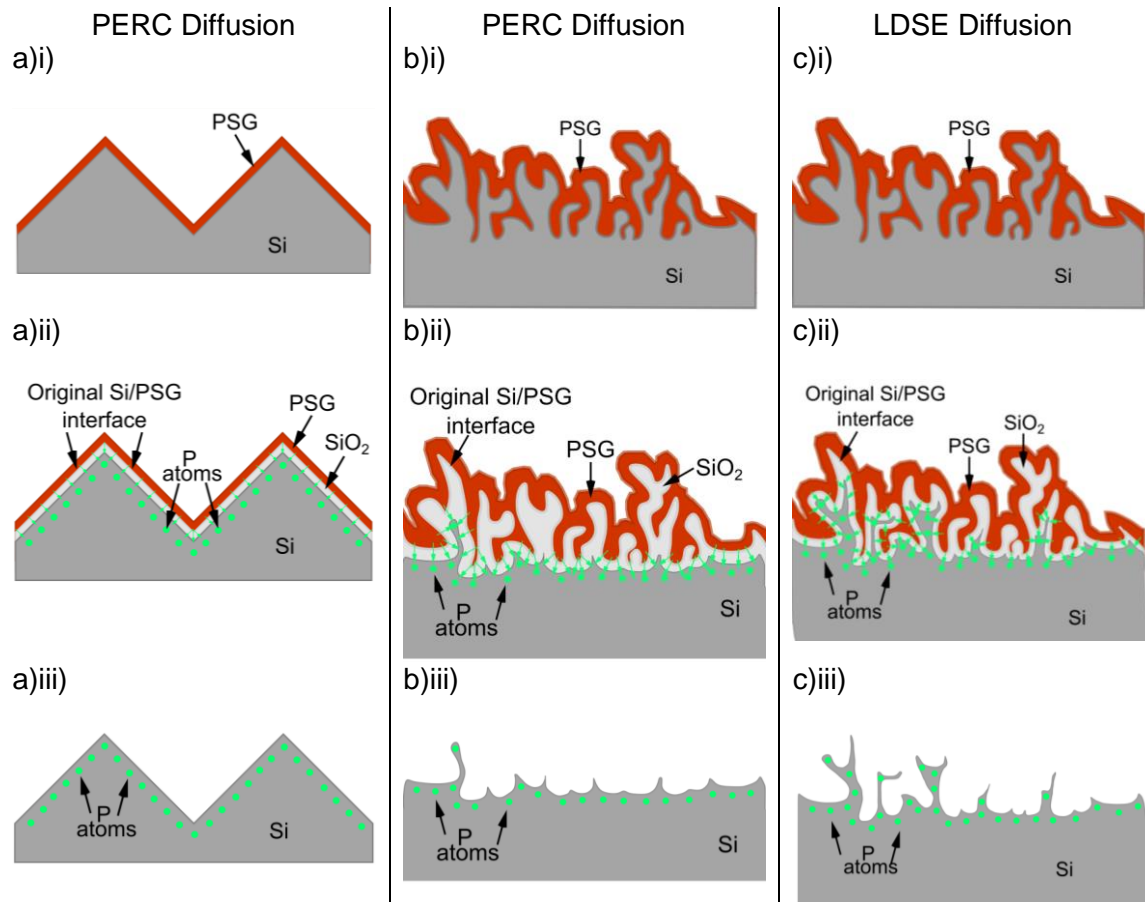 PERC Diffusion
PERC Diffusion
LDSE Diffusion
a)i)
b)i)
c)i)
PSG
Si
PSG
Si
PSG
Si
a)ii)
b)ii)
c)ii)
Original Si/PSG
interface
PSG
SiO2
P
atoms
Si
Original Si/PSG
interface
PSG
SiO2
P
atoms
Si
Original Si/PSG
interface
PSG
SiO2
P
atoms
Si
a)iii)
b)iii)
c)iii)
P
atoms
Si
P
atoms
Si
P
atoms
Si